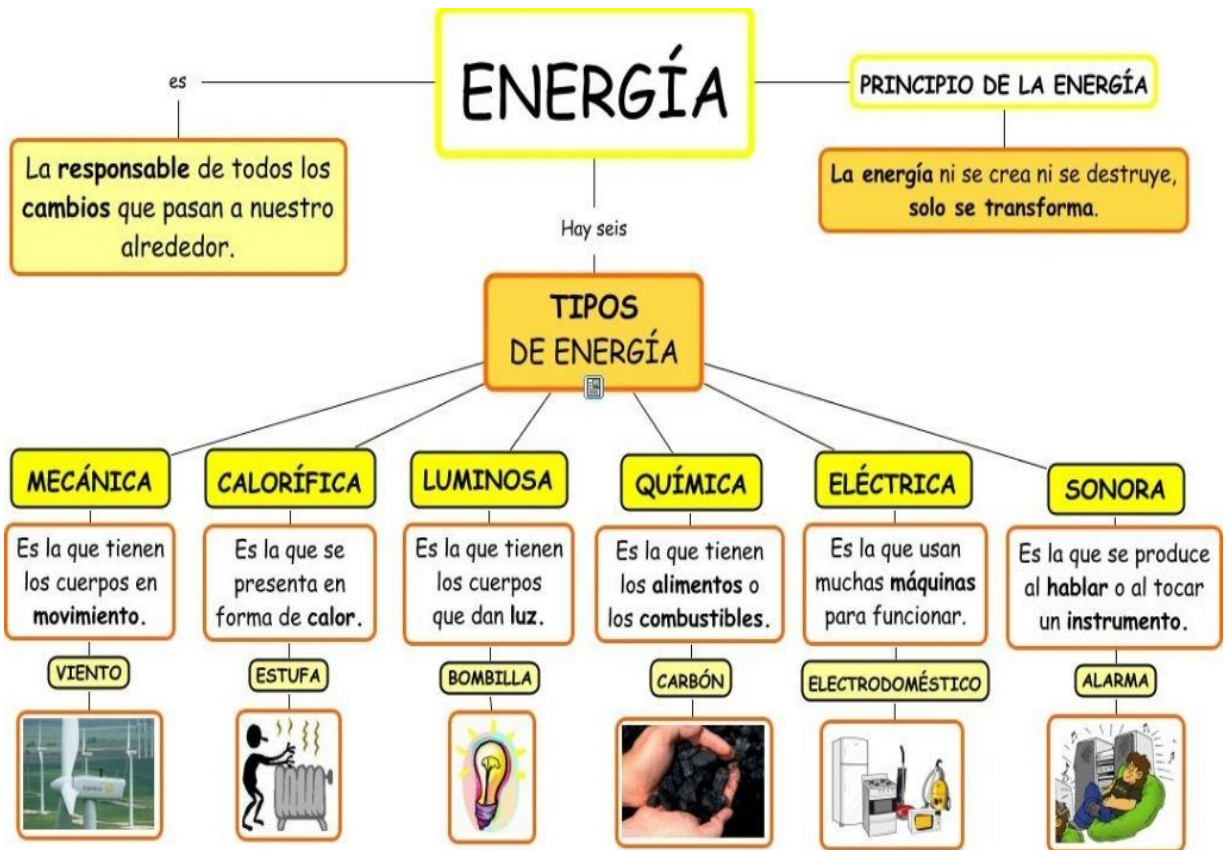 ENERGÍA
es
PRINCIPIO DE LA ENERGÍA
La responsable de todos los
cambios que pasan a nuestro
alrededor.
La energía ni se crea ni se destruye,
solo se transforma.
Hay seis
TIPOS
DE ENERGÍA
MECÁNICA
CALORÍFICA
LUMINOSA
QUÍMICA
ELÉCTRICA
SONORA
Es la que tienen
los cuerpos en
movimiento.
Es la que se
presenta en
forma de calor.
Es la que tienen
los cuerpos
que dan luz.
Es la que tienen
los alimentos o
los combustibles.
Es la que usan
muchas máquinas
para funcionar.
Es la que se produce
al hablar o al tocar
un instrumento.
VIENTO
ESTUFA
BOMBILLA
CARBÓN
ELECTRODOMÉSTICO
ALARMA